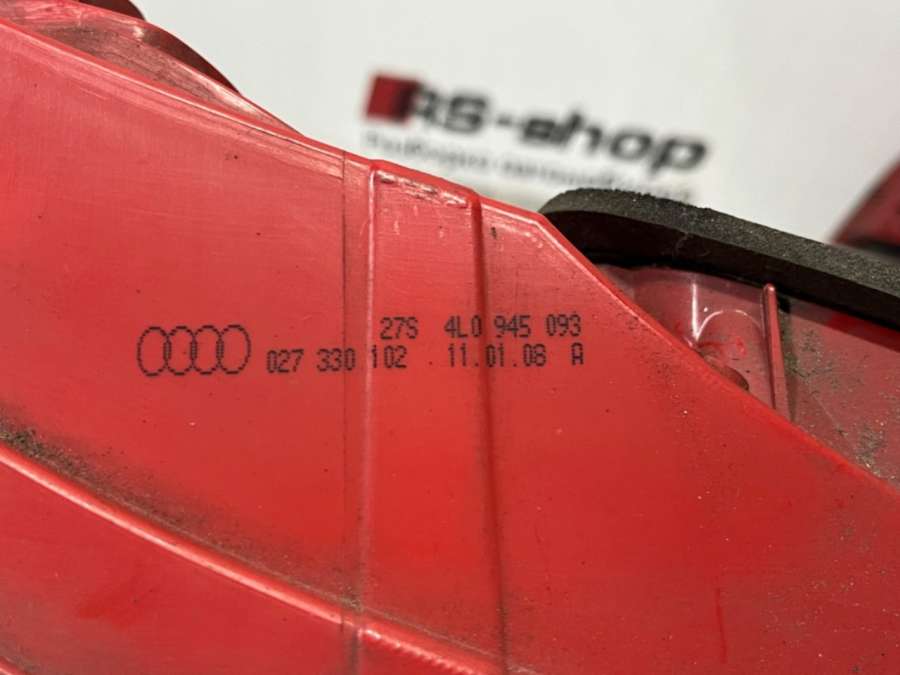 RS-shop
27S 4L0 945 093
027 330 102 11.01.08 A